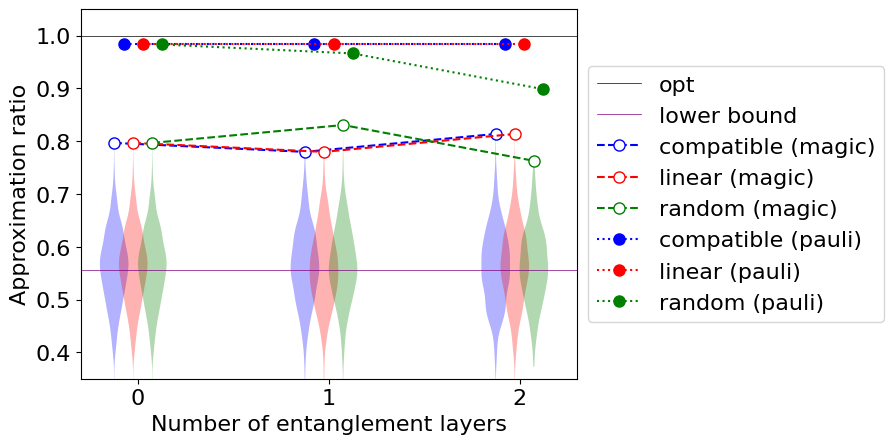 1.0
0.9
0.8
0.7
0.6
0.5
0.4
Approximation ratio
0
1
2
Number of entanglement layers
opt
lower bound
compatible (magic)
linear (magic)
random (magic)
compatible (pauli)
linear (pauli)
random (pauli)